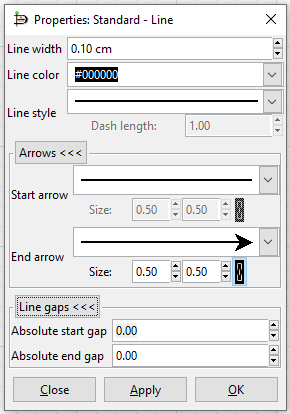 Properties: Standard - Line
Line width 0.10 cm
Line color #000000
Line style
Dash length: 1.00
Arrows <<<
Start arrow
Size: 0.50 0.50
End arrow
Size: 0.50 0.50
Line gaps <<<
Absolute start gap 0.00
Absolute end gap 0.00
Close Apply OK